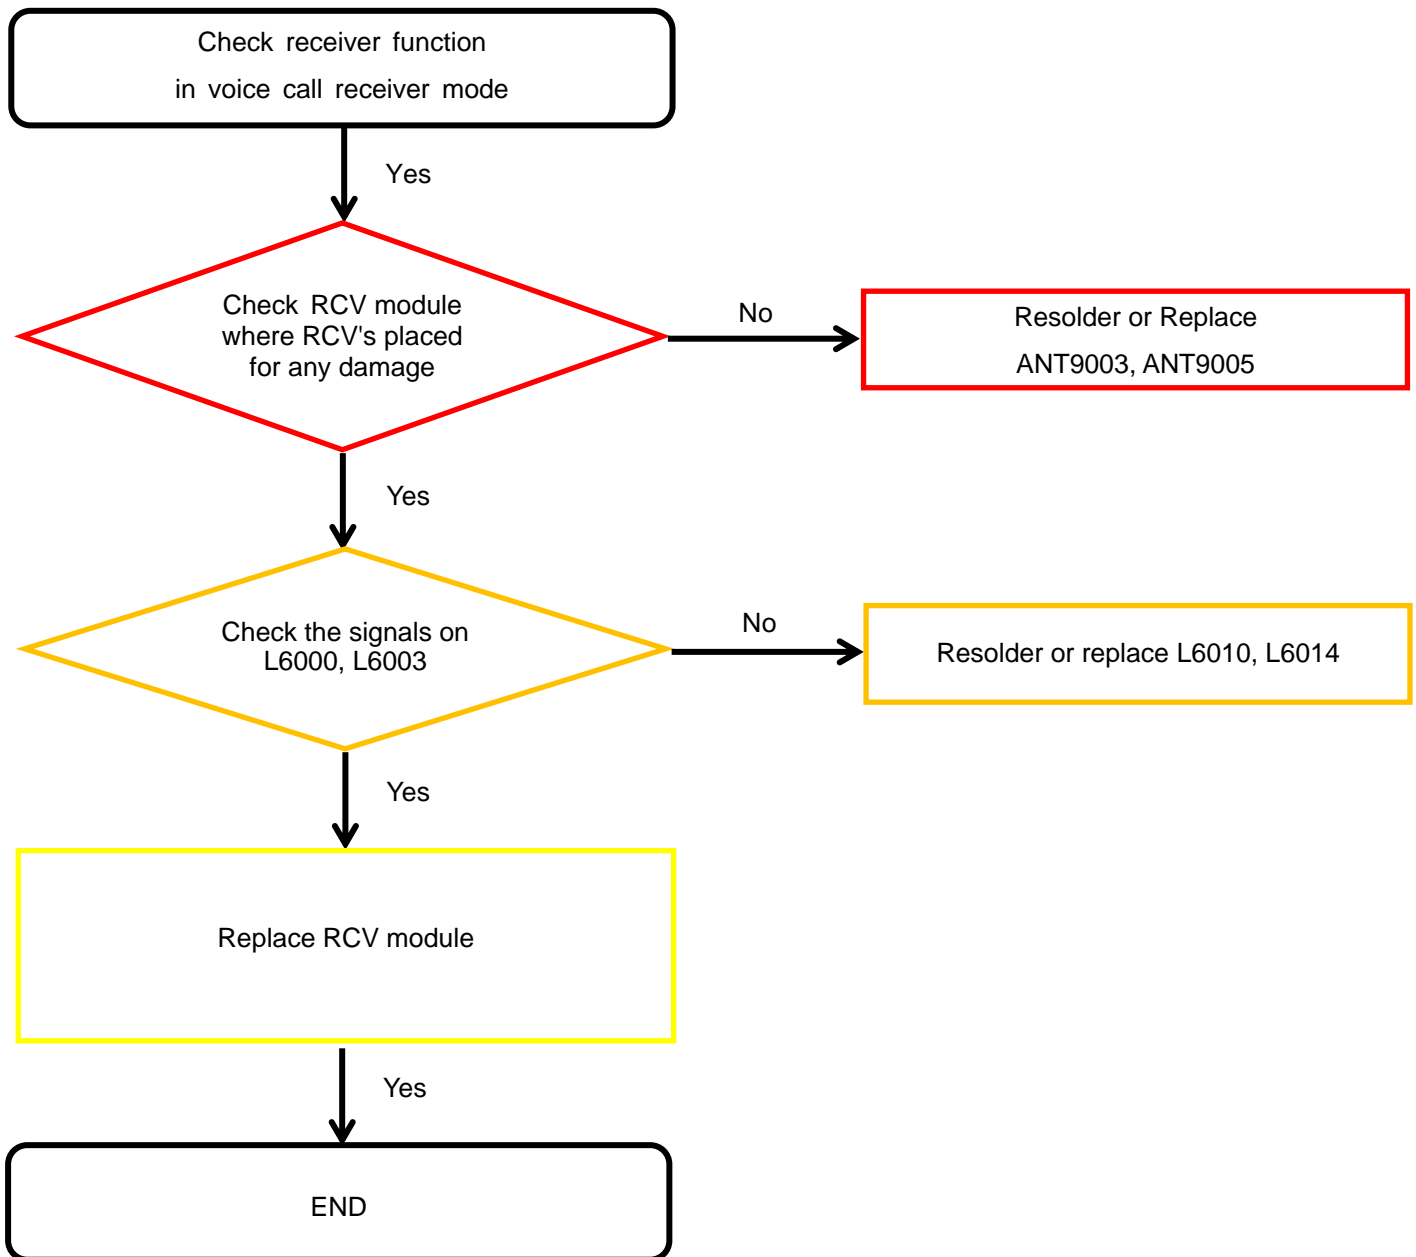 Check receiver function
in voice call receiver mode
Yes
Check RCV module
where RCV's placed
for any damage
No
Resolder or Replace
ANT9003, ANT9005
Yes
Check the signals on
L6000, L6003
No
Resolder or replace L6010, L6014
Yes
Replace RCV module
Yes
END